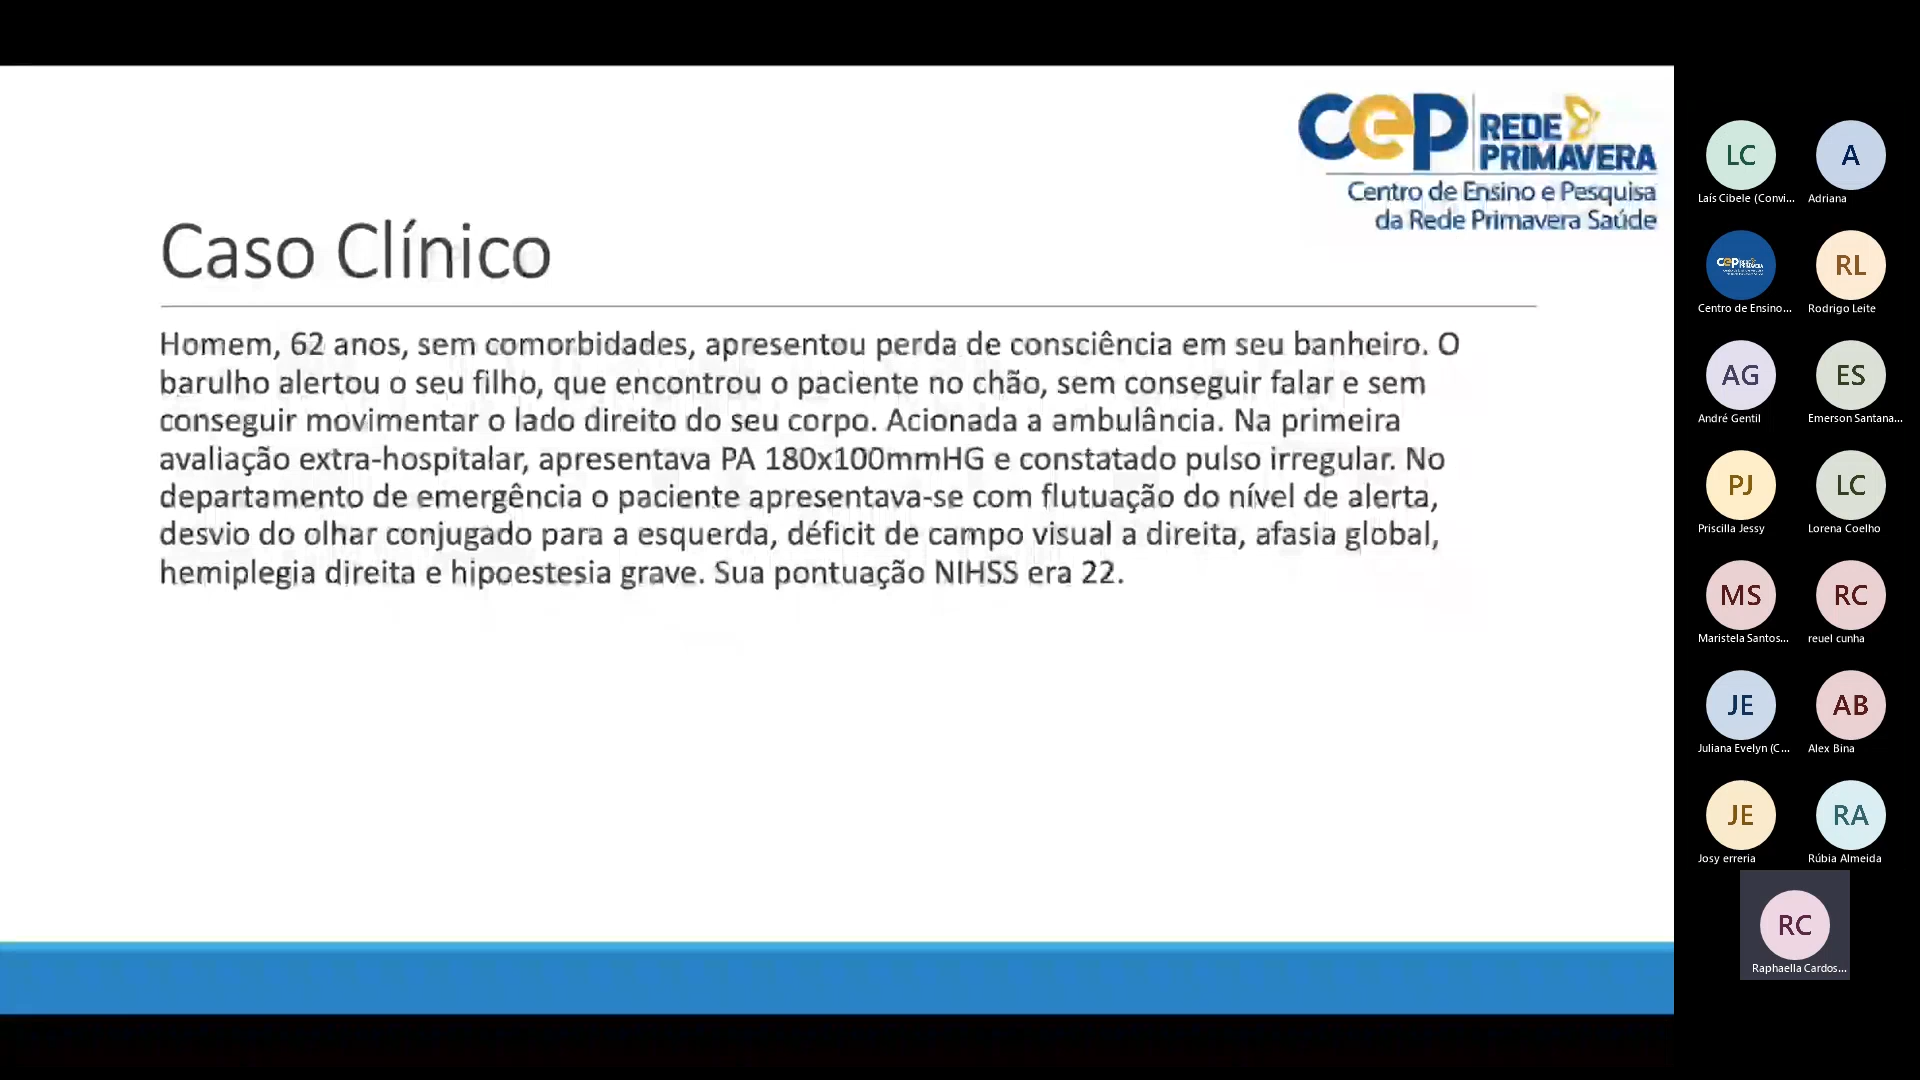 cep REDE
PRIMAVERA
Centro de Ensino e Pesquisa
da Rede Primavera Saúde
Caso Clínico
Homem, 62 anos, sem comorbidades, apresentou perda de consciência em seu banheiro. O
barulho alertou o seu filho, que encontrou o paciente no chão, sem conseguir falar e sem
conseguir movimentar o lado direito do seu corpo. Acionada a ambulância. Na primeira
avaliação extra-hospitalar, apresentava PA 180x100mmHG e constatado pulso irregular. No
departamento de emergência o paciente apresentava-se com flutuação do nível de alerta,
desvio do olhar conjugado para a esquerda, déficit de campo visual a direita, afasia global,
hemiplegia direita e hipoestesia grave. Sua pontuação NIHSS era 22.
LC A
Laís Cibele (Convi... Adriana
cep RL
Centro de Ensino... Rodrigo Leite
AG ES
André Gentil Emerson Santana...
PJ LC
Priscilla Jessy Lorena Coelho
MS RC
Maristela Santos... reuel cunha
JE AB
Juliana Evelyn (C... Alex Bina
JE RA
Josy erreria Rúbia Almeida
RC
Raphaella Cardos...